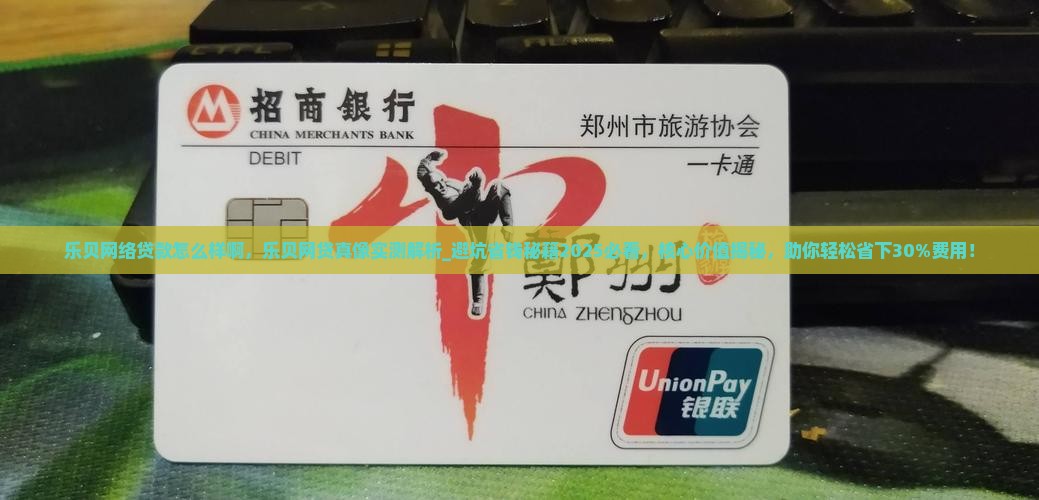 CTRL
ALT
招商銀行
CHINA MERCHANTS BANK
DEBIT
郑州市旅游协会
一卡通
乐贝网络贷款怎么样啊，乐贝网贷真像实测解析_避坑省钱秘籍2025必看，核心价值揭秘，助你轻松省下30%费用！
鄭州
CHINA ZHENGZHOU
UnionPay
银联